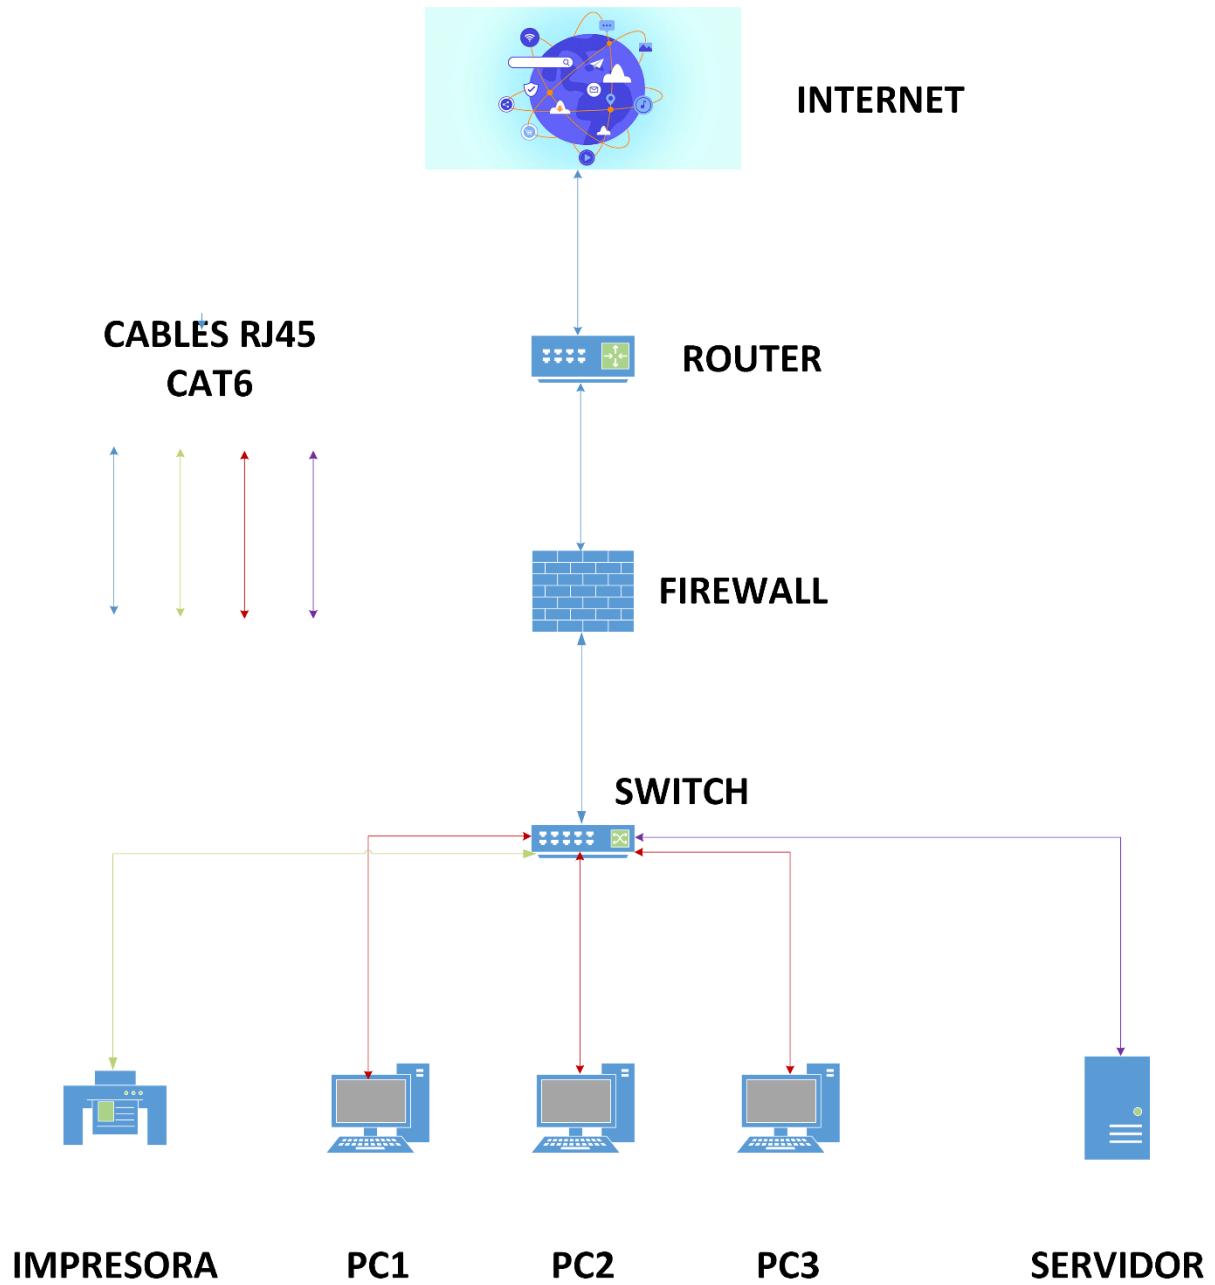 INTERNET
CABLES RJ45
CAT6
ROUTER
FIREWALL
SWITCH
IMPRESORA
PC1
PC2
PC3
SERVIDOR